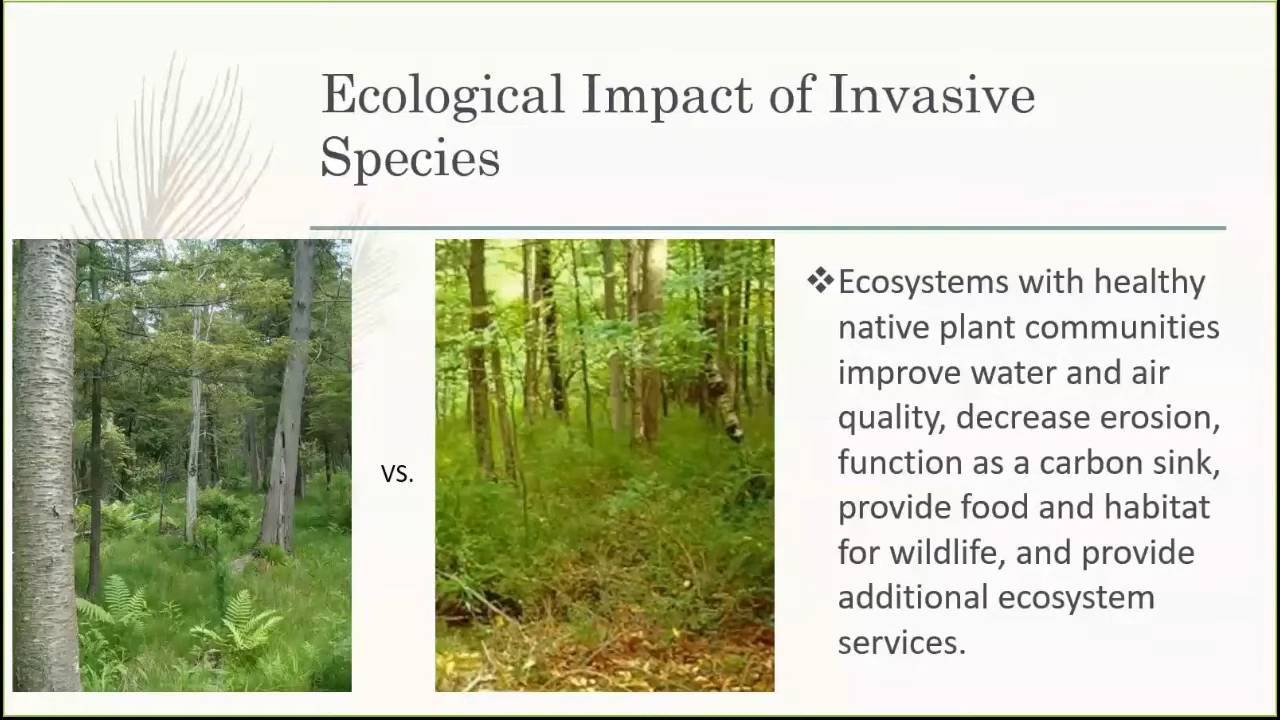 Ecological Impact of Invasive
Species
vs.
❖Ecosystems with healthy
native plant communities
improve water and air
quality, decrease erosion,
function as a carbon sink,
provide food and habitat
for wildlife, and provide
additional ecosystem
services.